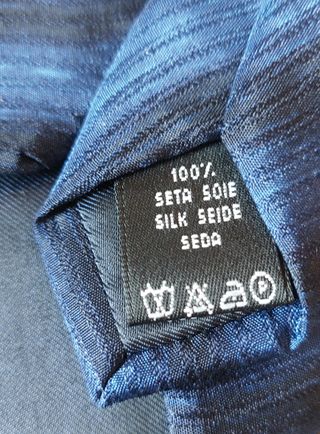 100%
SETA SOIE
SILK SEIDE
SEDA
P